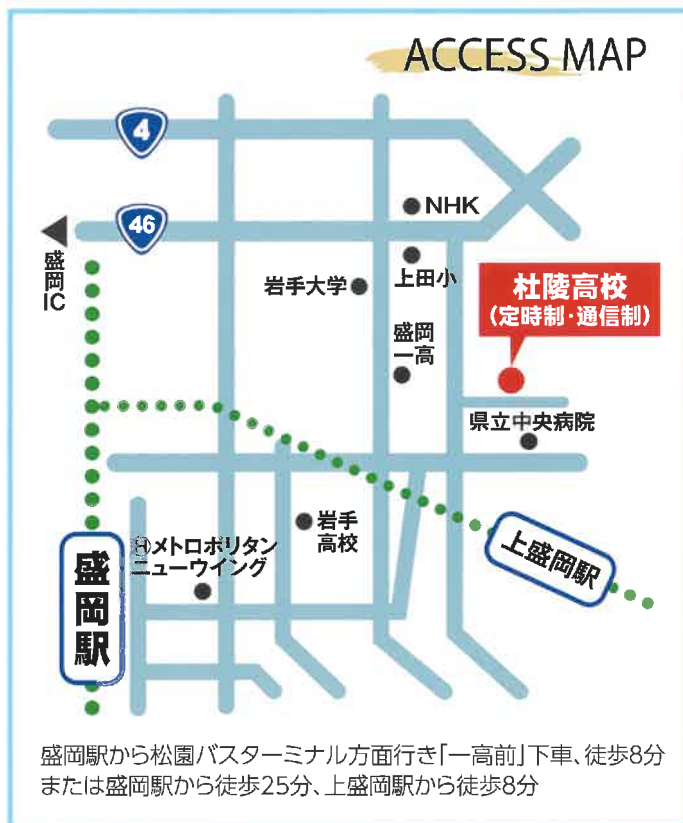 ACCESS MAP
4
46
盛岡
IC
NHK
上田小
岩手大学
杜陵高校
(定時制・通信制)
盛岡
一高
県立中央病院
岩手
高校
Ⓗメトロポリタン
ニューウイング
盛岡駅
上盛岡駅
盛岡駅から松園バスターミナル方面行き「一高前」下車、徒歩8分
または盛岡駅から徒歩25分、上盛岡駅から徒歩8分